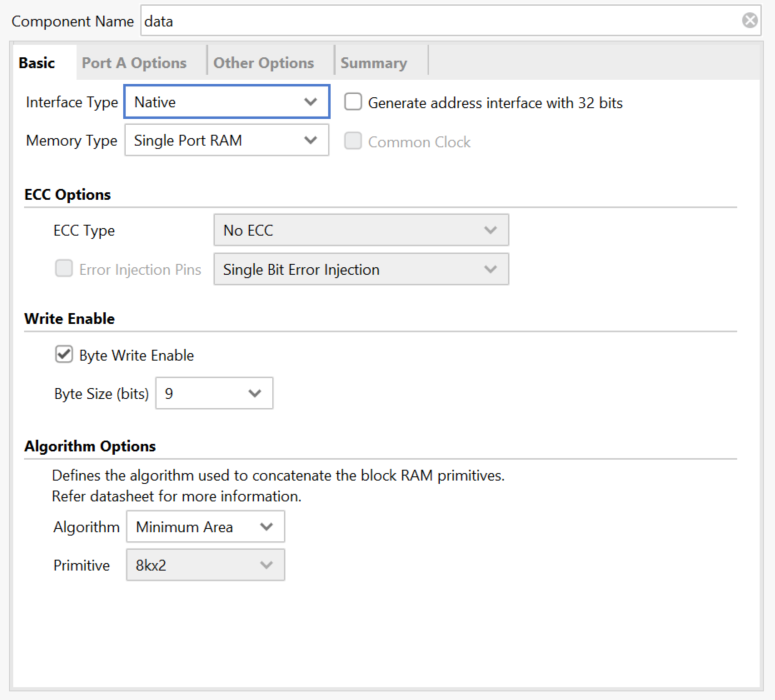 Component Name data
Basic Port A Options Other Options Summary
Interface Type Native Generate address interface with 32 bits
Memory Type Single Port RAM Common Clock
ECC Options
ECC Type No ECC
Error Injection Pins Single Bit Error Injection
Write Enable
Byte Write Enable
Byte Size (bits) 9
Algorithm Options
Defines the algorithm used to concatenate the block RAM primitives.
Refer datasheet for more information.
Algorithm Minimum Area
Primitive 8kx2